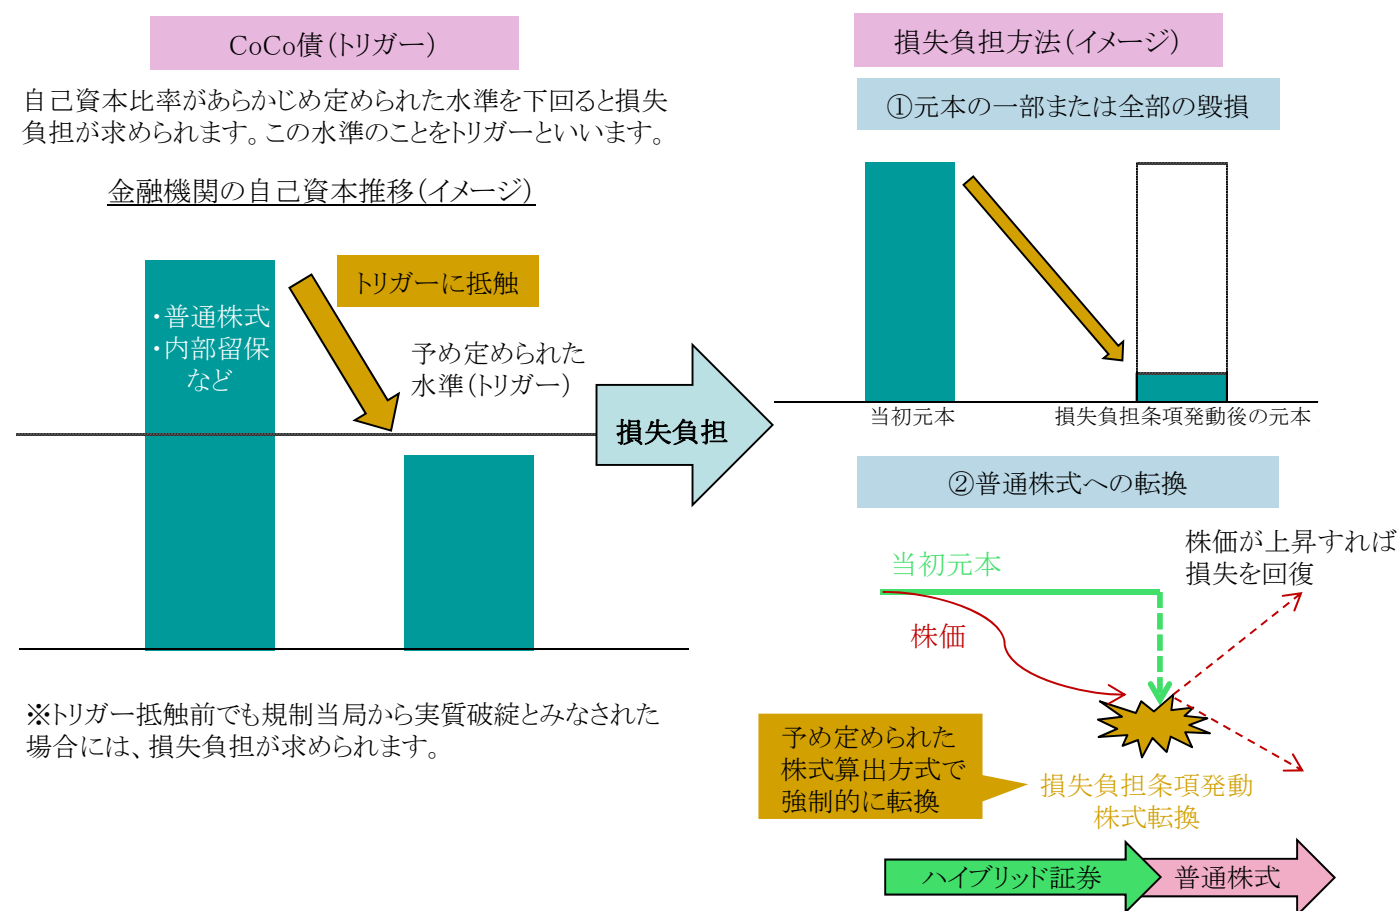 CoCo債(トリガー)
自己資本比率があらかじめ定められた水準を下回ると損失
負担が求められます。この水準のことをトリガーといいます。
金融機関の自己資本推移(イメージ)
・普通株式
・内部留保
など
トリガーに抵触
予め定められた
水準(トリガー)
※トリガー抵触前でも規制当局から実質破綻とみなされた
場合には、損失負担が求められます。
損失負担
損失負担方法(イメージ)
①元本の一部または全部の毀損
当初元本
損失負担条項発動後の元本
②普通株式への転換
当初元本
株価
株価が上昇すれば
損失を回復
予め定められた
株式算出方式で
強制的に転換
損失負担条項発動
株式転換
ハイブリッド証券
普通株式